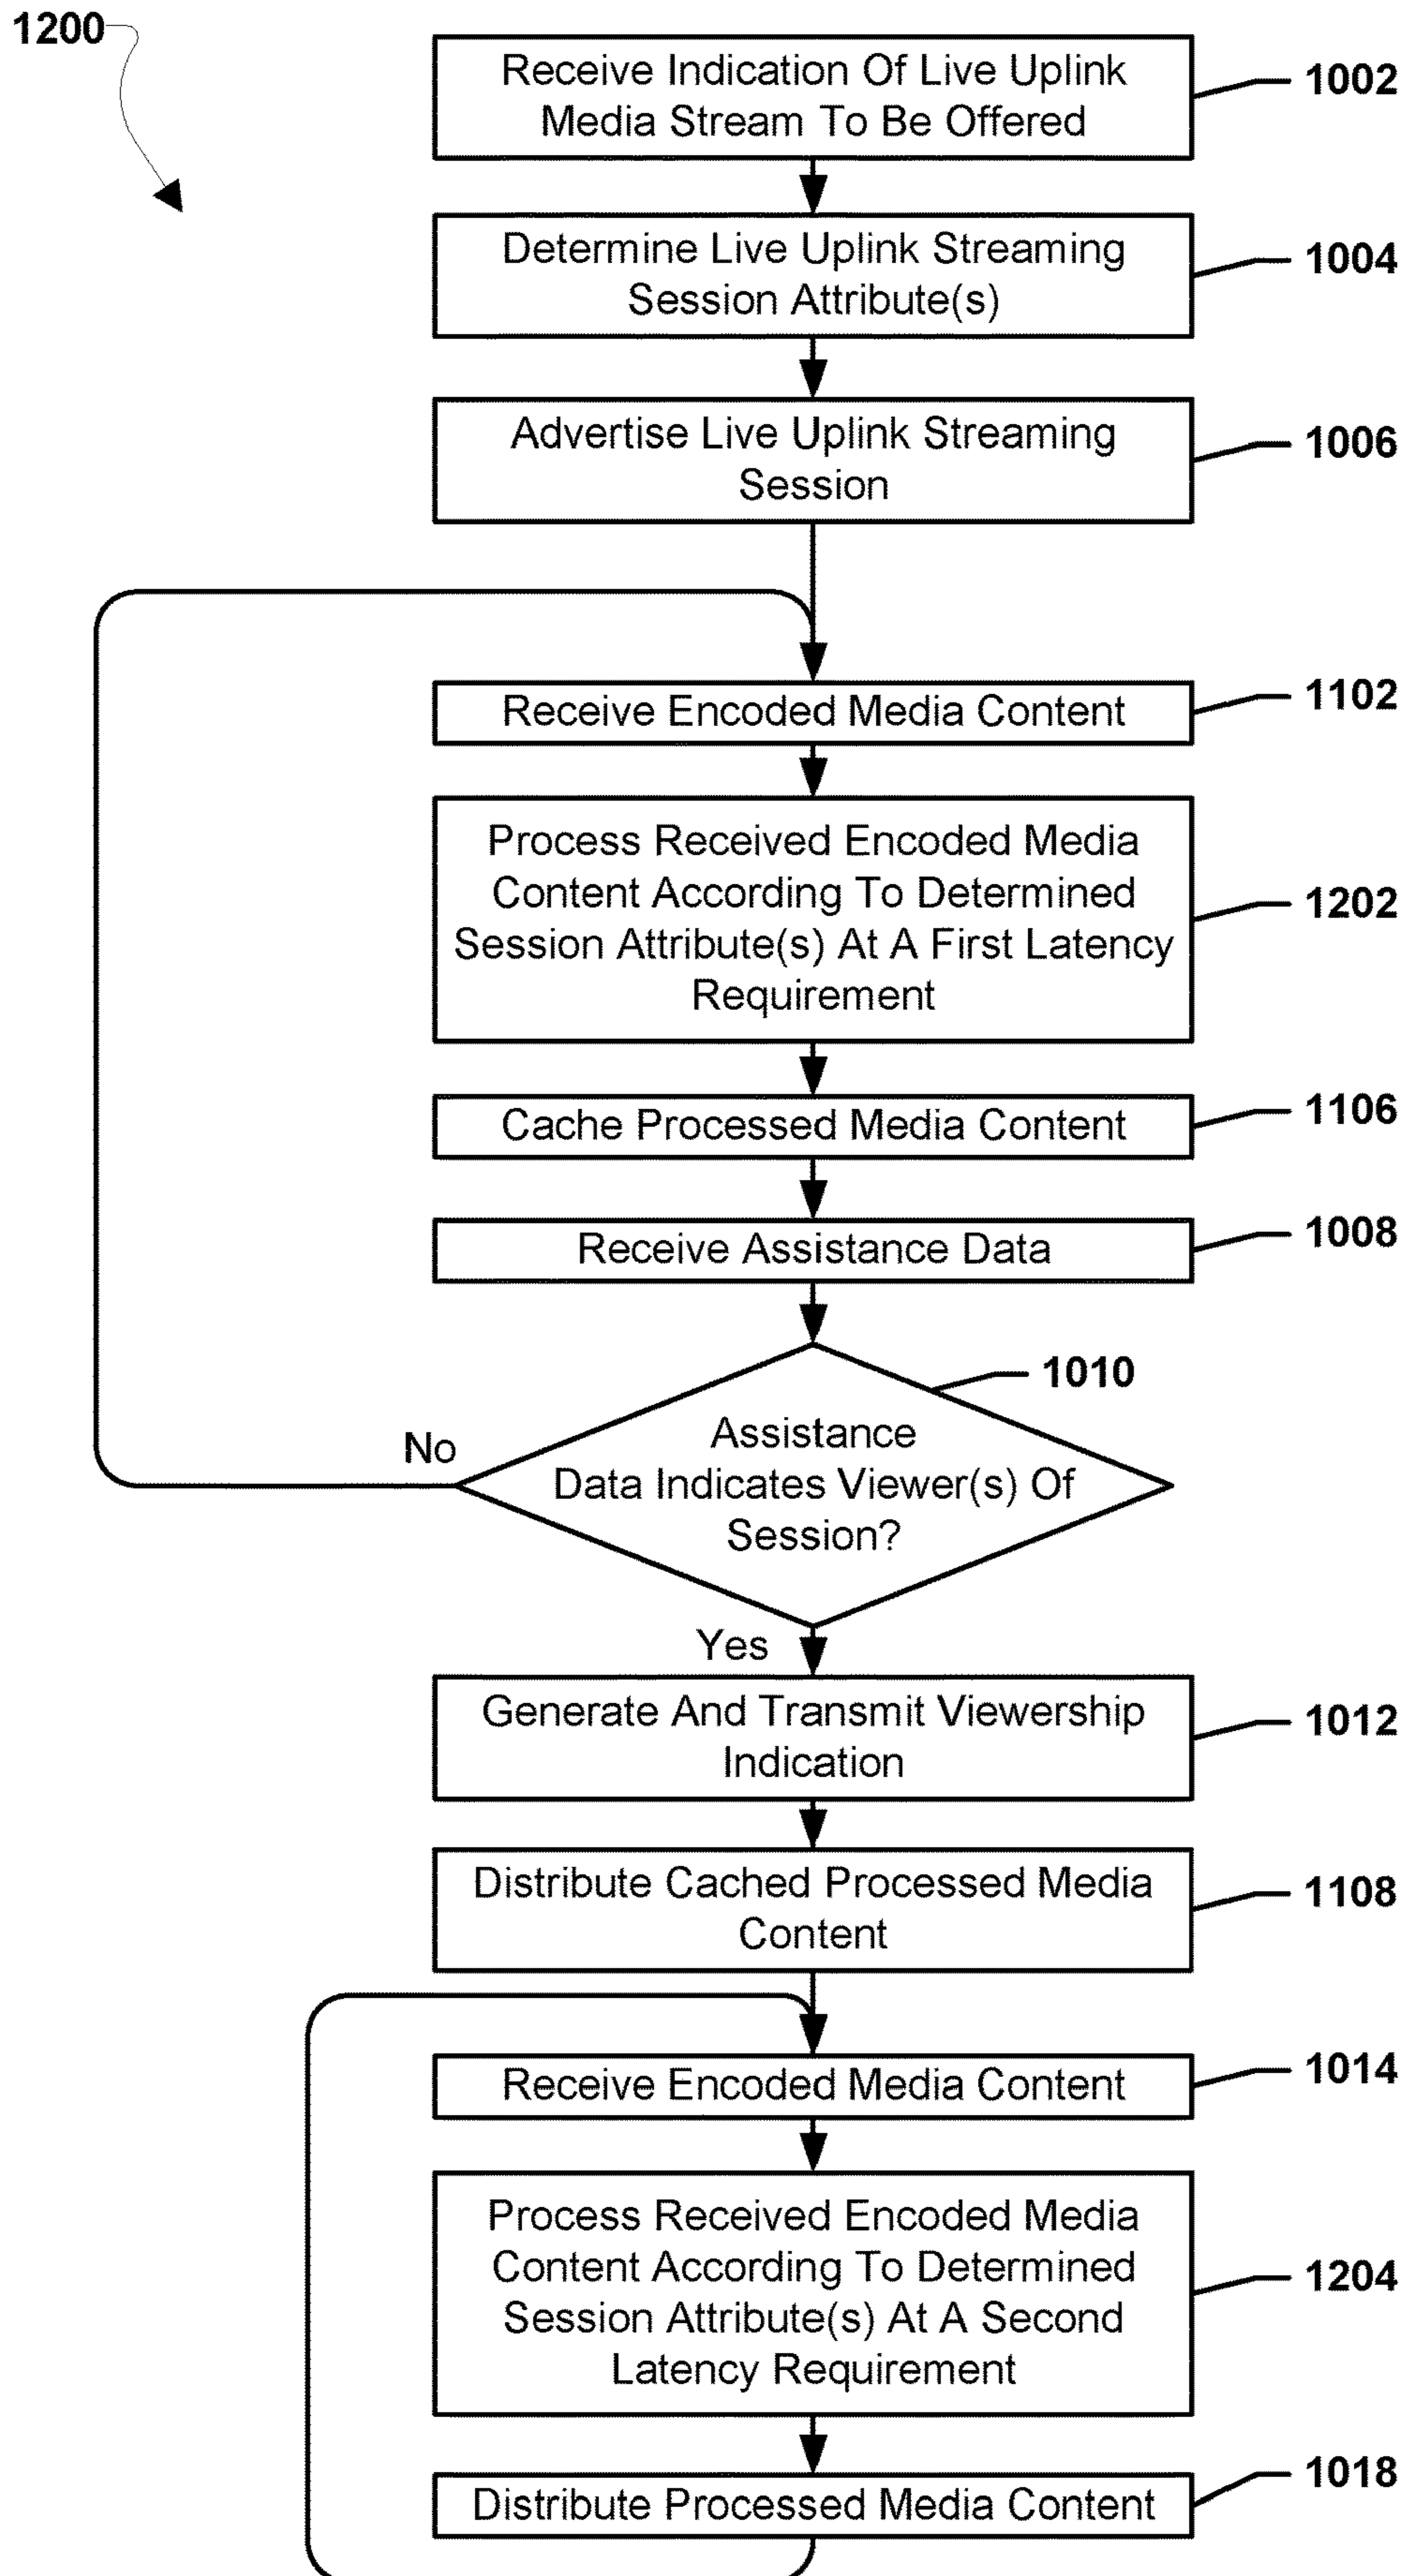 1200
Receive Indication Of Live Uplink
Media Stream To Be Offered
1002
Determine Live Uplink Streaming
Session Attribute(s)
1004
Advertise Live Uplink Streaming
Session
1006
Receive Encoded Media Content
1102
Process Received Encoded Media
Content According To Determined
Session Attribute(s) At A First Latency
Requirement
1202
Cache Processed Media Content
1106
Receive Assistance Data
1008
Assistance
Data Indicates Viewer(s) Of
Session?
1010
No
Yes
Generate And Transmit Viewership
Indication
1012
Distribute Cached Processed Media
Content
1108
Receive Encoded Media Content
1014
Process Received Encoded Media
Content According To Determined
Session Attribute(s) At A Second
Latency Requirement
1204
Distribute Processed Media Content
1018